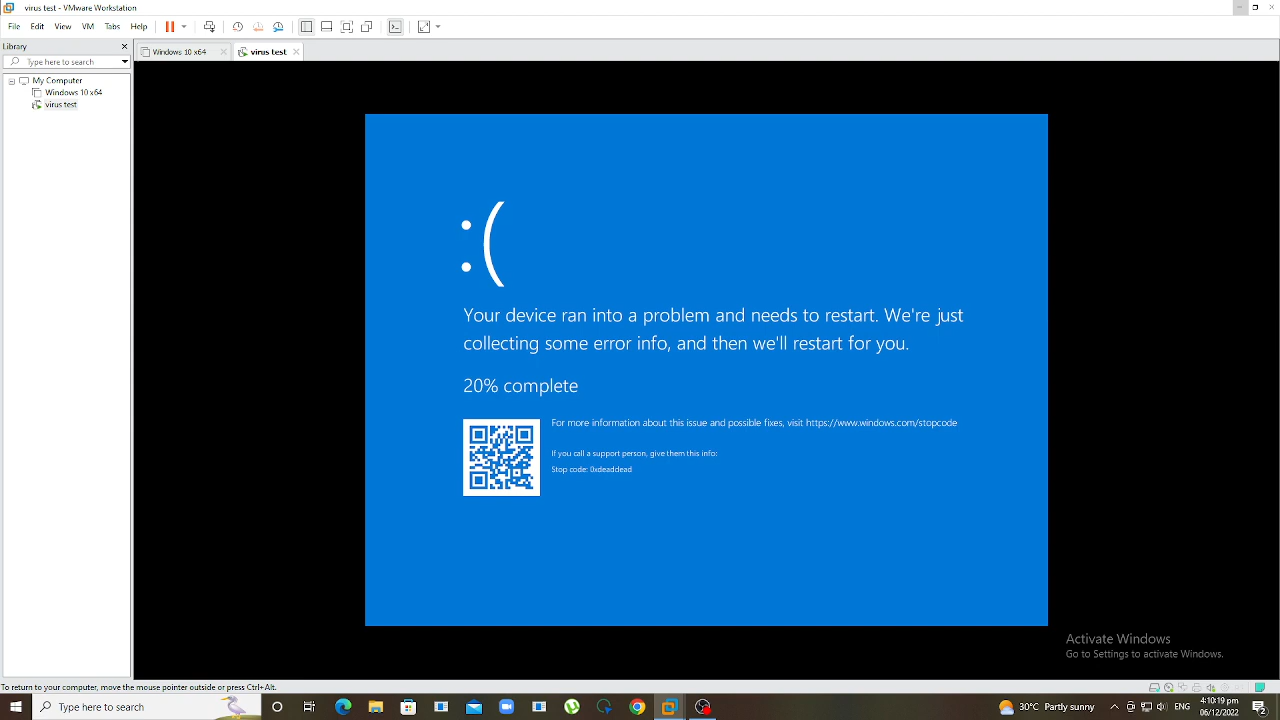 virus test - VMware Workstation
File Edit View VM Tabs Help
Library
Type here to search
Windows 10 x64
virus test
My Computer
Windows 10 x64
virus test
:(
Your device ran into a problem and needs to restart. We're just
collecting some error info, and then we'll restart for you.
20% complete
For more information about this issue and possible fixes, visit https://www.windows.com/stopcode
If you call a support person, give them this info:
Stop code: 0xdeaddead
Activate Windows
Go to Settings to activate Windows.
To return to your computer, move the mouse pointer outside or press Ctrl+Alt.
Type here to search
30°C Partly sunny
ENG
4:10:19 PM
06/12/2022
2